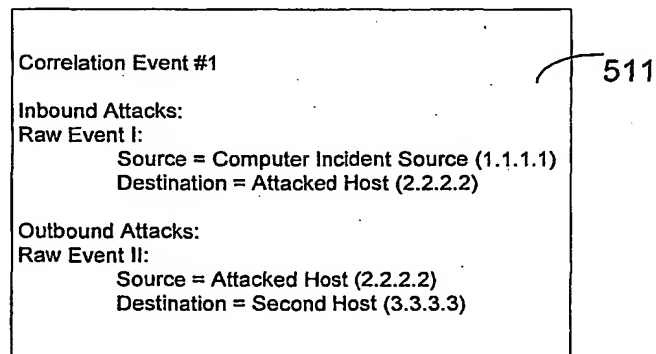 Correlation Event #1
511
Inbound Attacks:
Raw Event I:
Source = Computer Incident Source (1.1.1.1)
Destination = Attacked Host (2.2.2.2)
Outbound Attacks:
Raw Event II:
Source = Attacked Host (2.2.2.2)
Destination = Second Host (3.3.3.3)